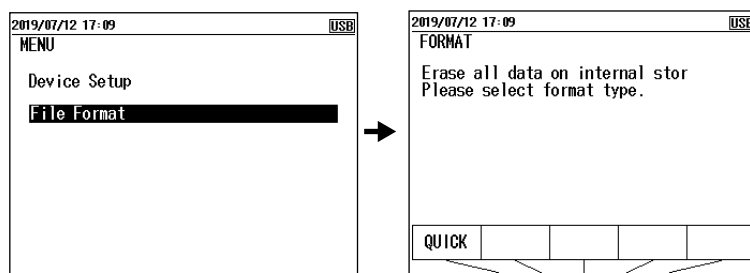 2019/07/12 17:09 USB
MENU
Device Setup
File Format
2019/07/12 17:09 USB
FORMAT
Erase all data on internal stor
Please select format type.
QUICK